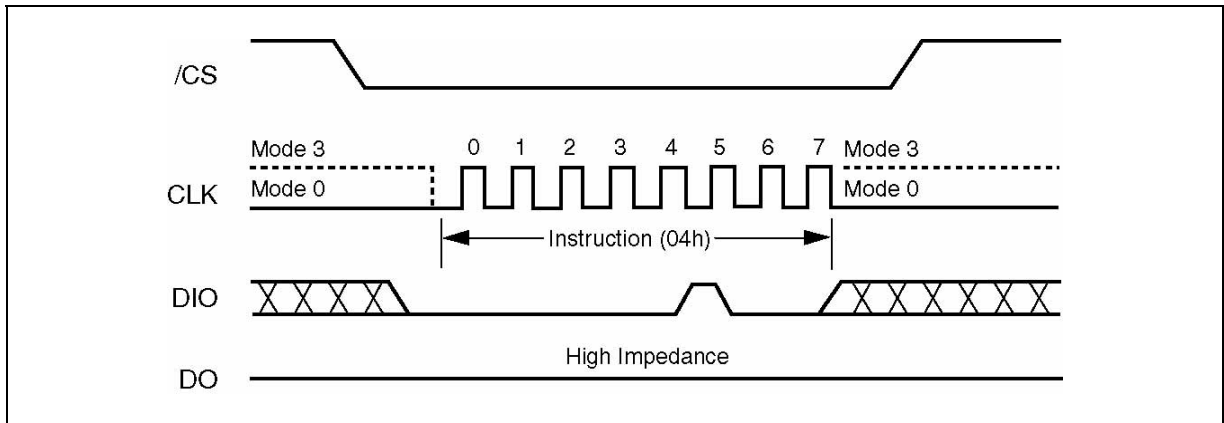 /CS
Mode 3 0 1 2 3 4 5 6 7 Mode 3
CLK Mode 0 Mode 0
Instruction (04h)
DIO
High Impedance
DO